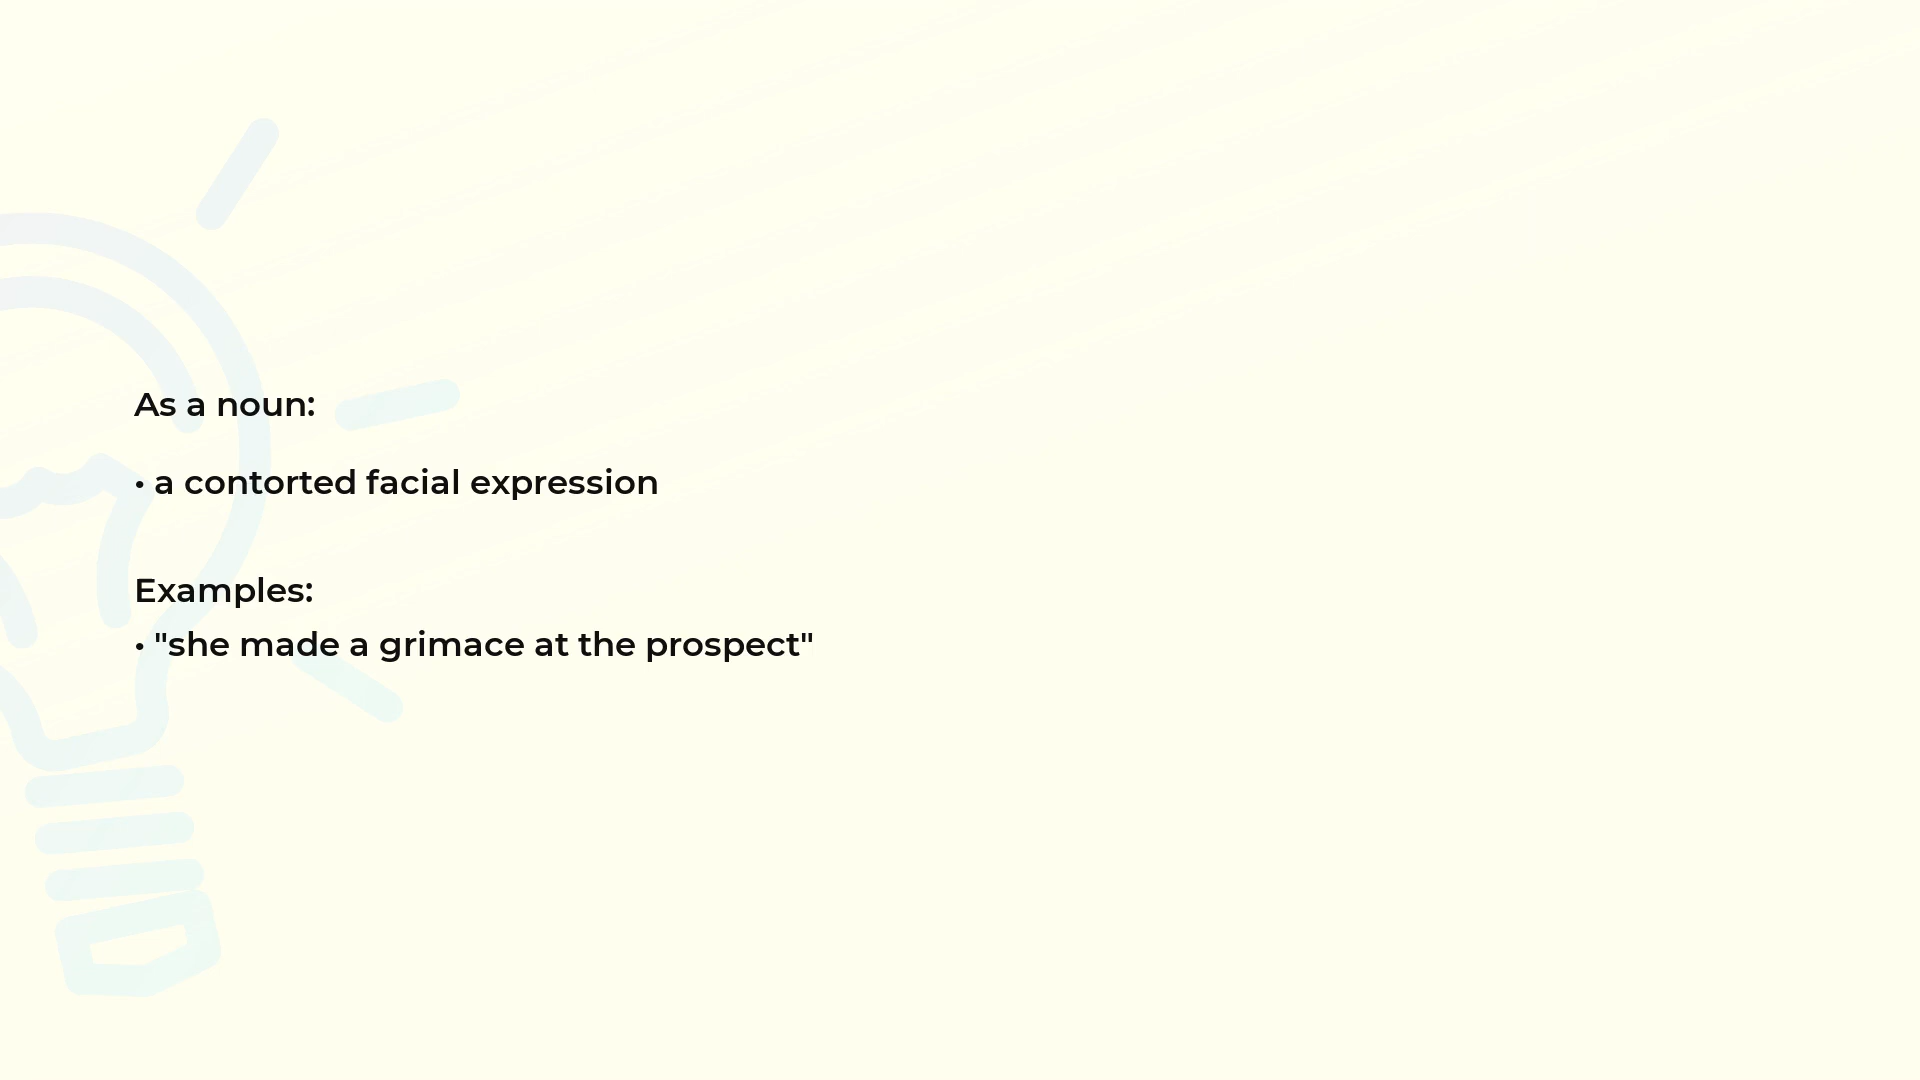 As a noun:
• a contorted facial expression
Examples:
• "she made a grimace at the prospect"